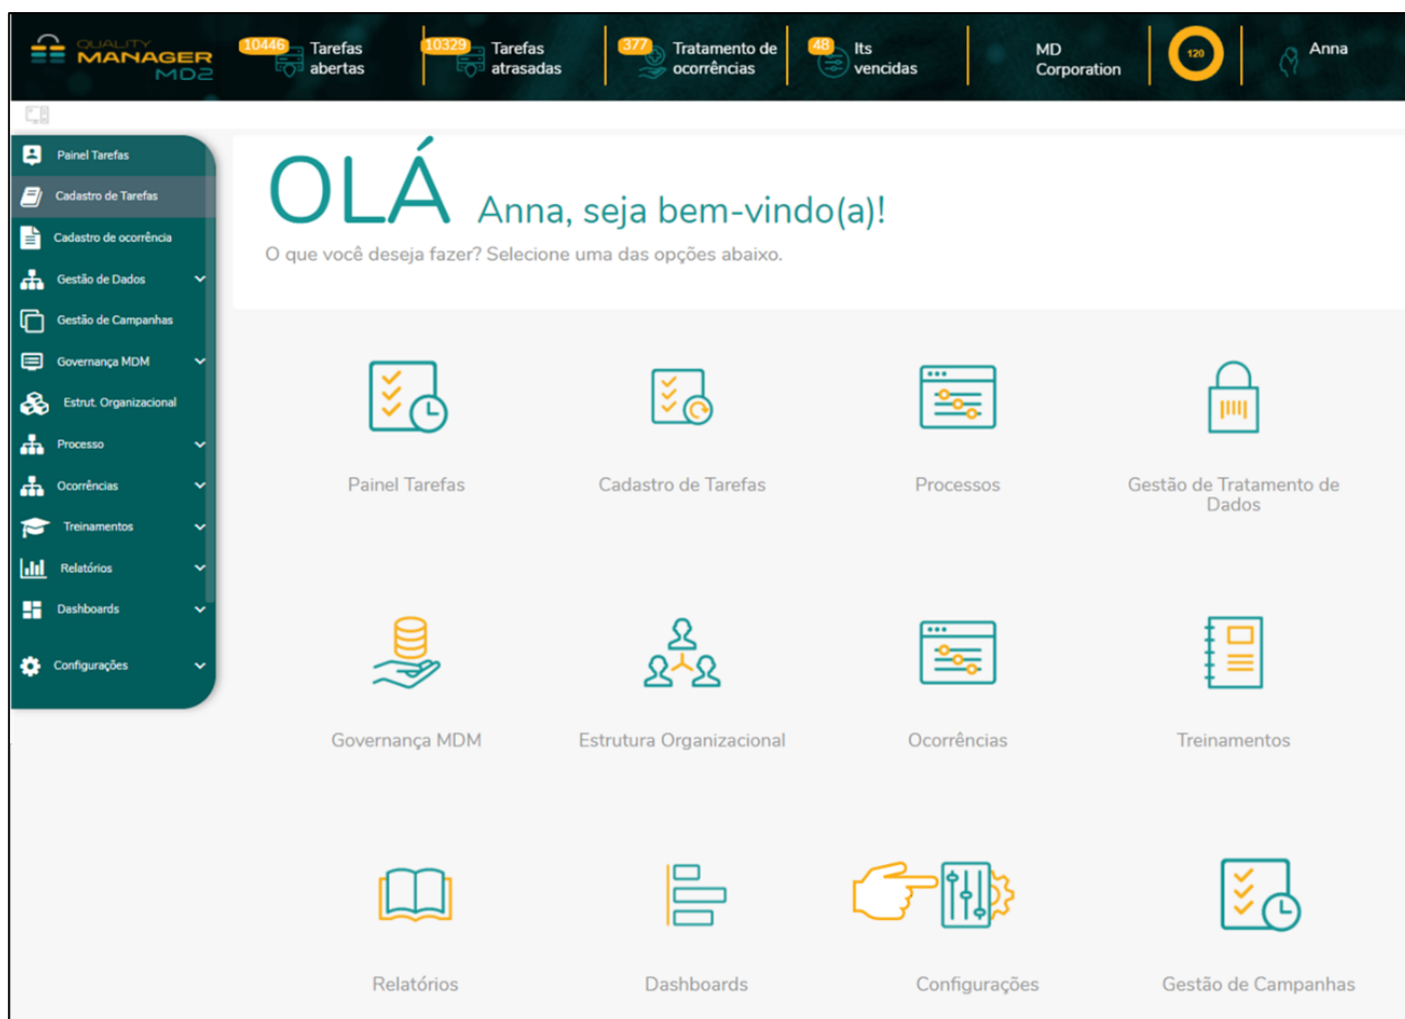 QUALITY
MANAGER
MD2
10446
Tarefas
abertas
10329
Tarefas
atrasadas
377
Tratamento de
ocorrências
48
Its
vencidas
MD
Corporation
120
Anna
Painel Tarefas
Cadastro de Tarefas
Cadastro de ocorrência
Gestão de Dados
Gestão de Campanhas
Governança MDM
Estrut. Organizacional
Processo
Ocorrências
Treinamentos
Relatórios
Dashboards
Configurações
OLÁ Anna, seja bem-vindo(a)!
O que você deseja fazer? Selecione uma das opções abaixo.
Painel Tarefas
Cadastro de Tarefas
Processos
Gestão de Tratamento de
Dados
Governança MDM
Estrutura Organizacional
Ocorrências
Treinamentos
Relatórios
Dashboards
Configurações
Gestão de Campanhas